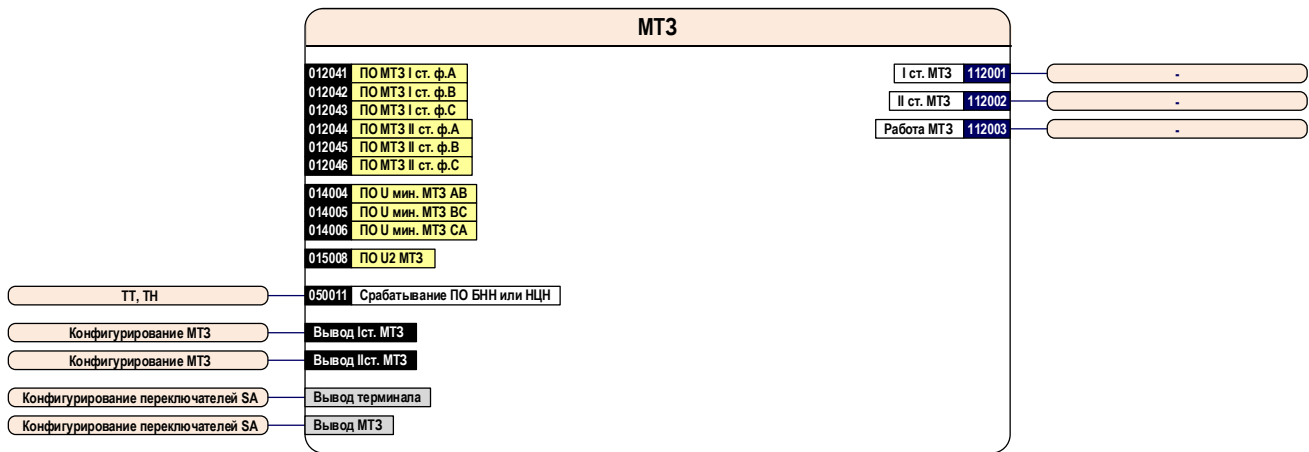 МТЗ
012041 ПО МТЗ I ст. ф.А
012042 ПО МТЗ I ст. ф.В
012043 ПО МТЗ I ст. ф.С
012044 ПО МТЗ II ст. ф.А
012045 ПО МТЗ II ст. ф.В
012046 ПО МТЗ II ст. ф.С
014004 ПО U мин. МТЗ АВ
014005 ПО U мин. МТЗ ВС
014006 ПО U мин. МТЗ СА
015008 ПО U2 МТЗ
ТТ, ТН 050011 Срабатывание ПО БНН или НЦН
Конфигурирование МТЗ Вывод Iст. МТЗ
Конфигурирование МТЗ Вывод IIст. МТЗ
Конфигурирование переключателей SA Вывод терминала
Конфигурирование переключателей SA Вывод МТЗ
I ст. МТЗ 112001 -
II ст. МТЗ 112002 -
Работа МТЗ 112003 -